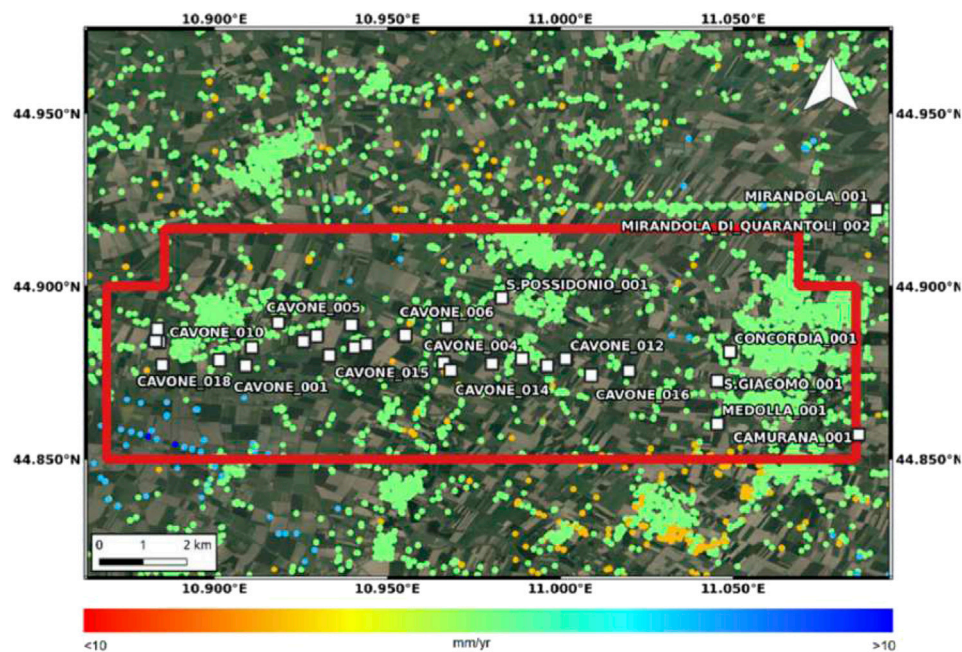 10.900°E 10.950°E 11.000°E 11.050°E
44.950°N 44.950°N
MIRANDOLA_001
MIRANDOLA_DI_QUARANTOLI_002
44.900°N 44.900°N
S.POSSIDONIO_001
CAVONE_005 CAVONE_006
CAVONE_010 CONCORDIA_001
CAVONE_004 CAVONE_012
CAVONE_018 CAVONE_001 CAVONE_015 S.GIACOMO_001
CAVONE_014 CAVONE_016
MEDOLLA_001
CAMURANA_001
44.850°N 44.850°N
0 1 2 km
10.900°E 10.950°E 11.000°E 11.050°E
<10 mm/yr >10